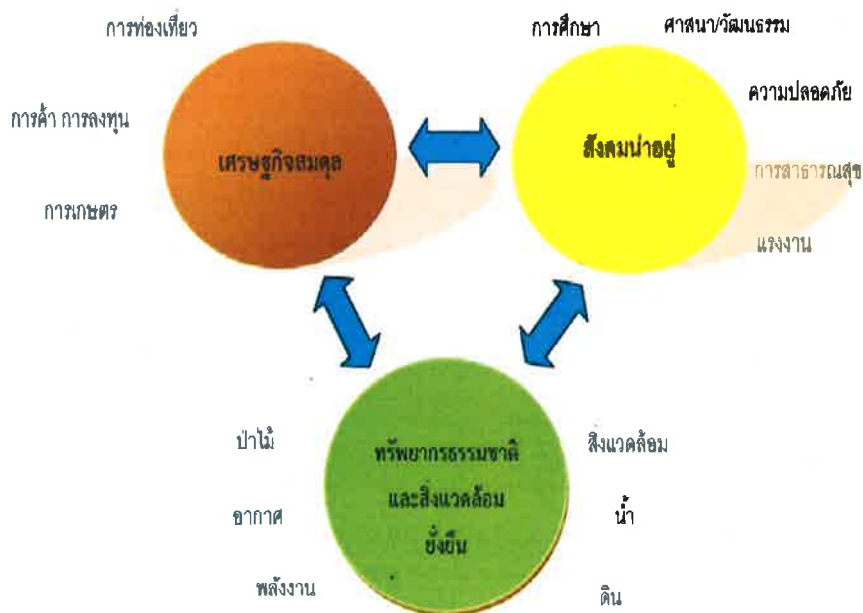 การท่องเที่ยว
การศึกษา
ศาสนา/วัฒนธรรม
ความปลอดภัย
การค้า การลงทุน
เศรษฐกิจสมดุล
สังคมน่าอยู่
การสาธารณสุข
การเกษตร
แรงงาน
ป่าไม้
ทรัพยากรธรรมชาติ
และสิ่งแวดล้อม
ยั่งยืน
สิ่งแวดล้อม
อากาศ
น้ำ
พลังงาน
ดิน